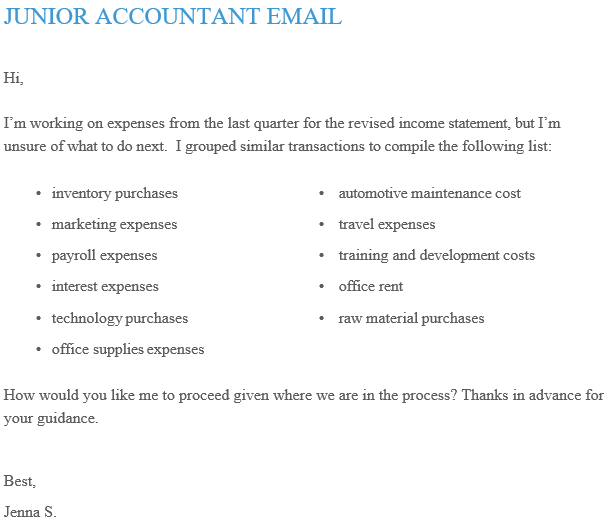 JUNIOR ACCOUNTANT EMAIL
Hi,
I'm working on expenses from the last quarter for the revised income statement, but I'm
unsure of what to do next.  I grouped similar transactions to compile the following list:
• inventory purchases
• marketing expenses
• payroll expenses
• interest expenses
• technology purchases
• office supplies expenses
• automotive maintenance cost
• travel expenses
• training and development costs
• office rent
• raw material purchases
How would you like me to proceed given where we are in the process? Thanks in advance for
your guidance.
Best,
Jenna S.